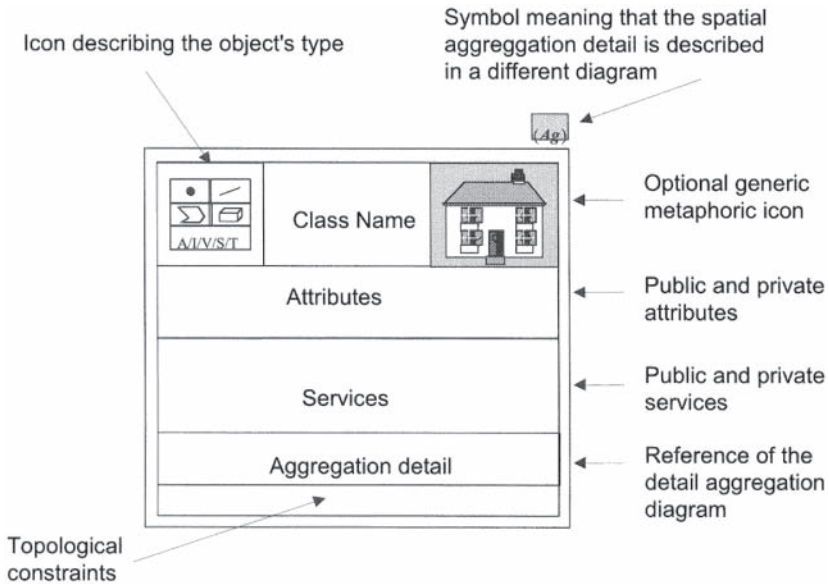 Symbol meaning that the spatial
aggreggation detail is described
in a different diagram
Icon describing the object's type
(Ag)
A/I/V/S/T
Class Name
Optional generic
metaphoric icon
Attributes
Public and private
attributes
Services
Public and private
services
Aggregation detail
Reference of the
detail aggregation
diagram
Topological
constraints